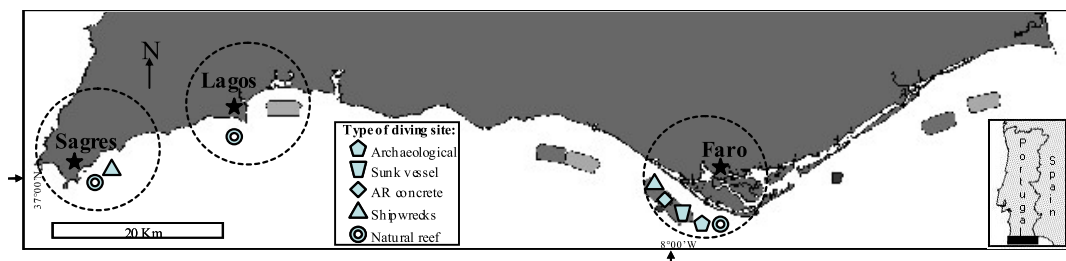 N
Lagos
Sagres
Faro
Type of diving site:
Archaeological
Sunk vessel
AR concrete
Shipwrecks
Natural reef
20 Km
37°00'N
8°00'W
Portugal
Spain